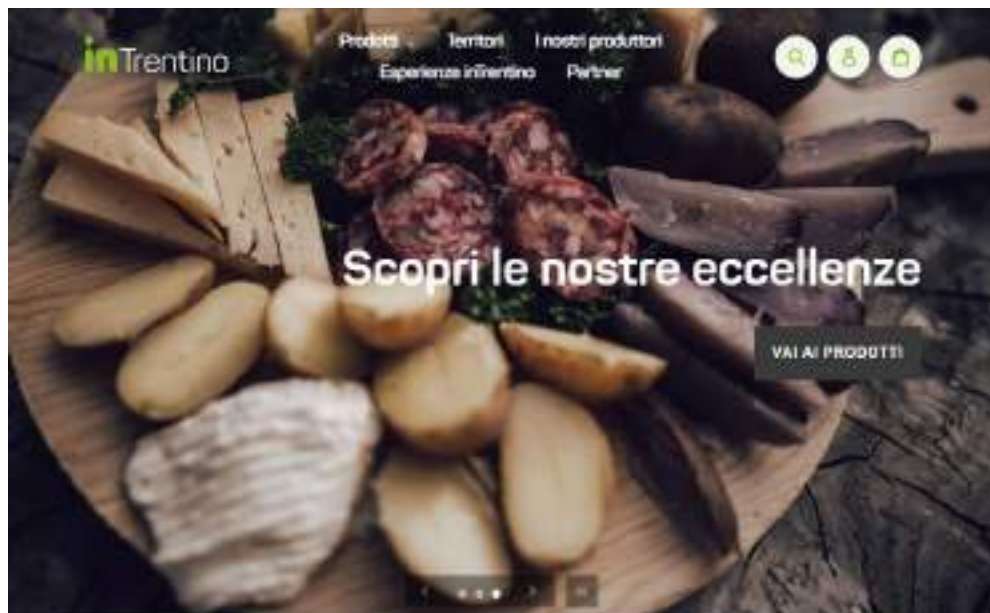 inTrentino
Prodotti Territori I nostri produttori
Esperienze inTrentino Partner
Scopri le nostre eccellenze
VAI AI PRODOTTI